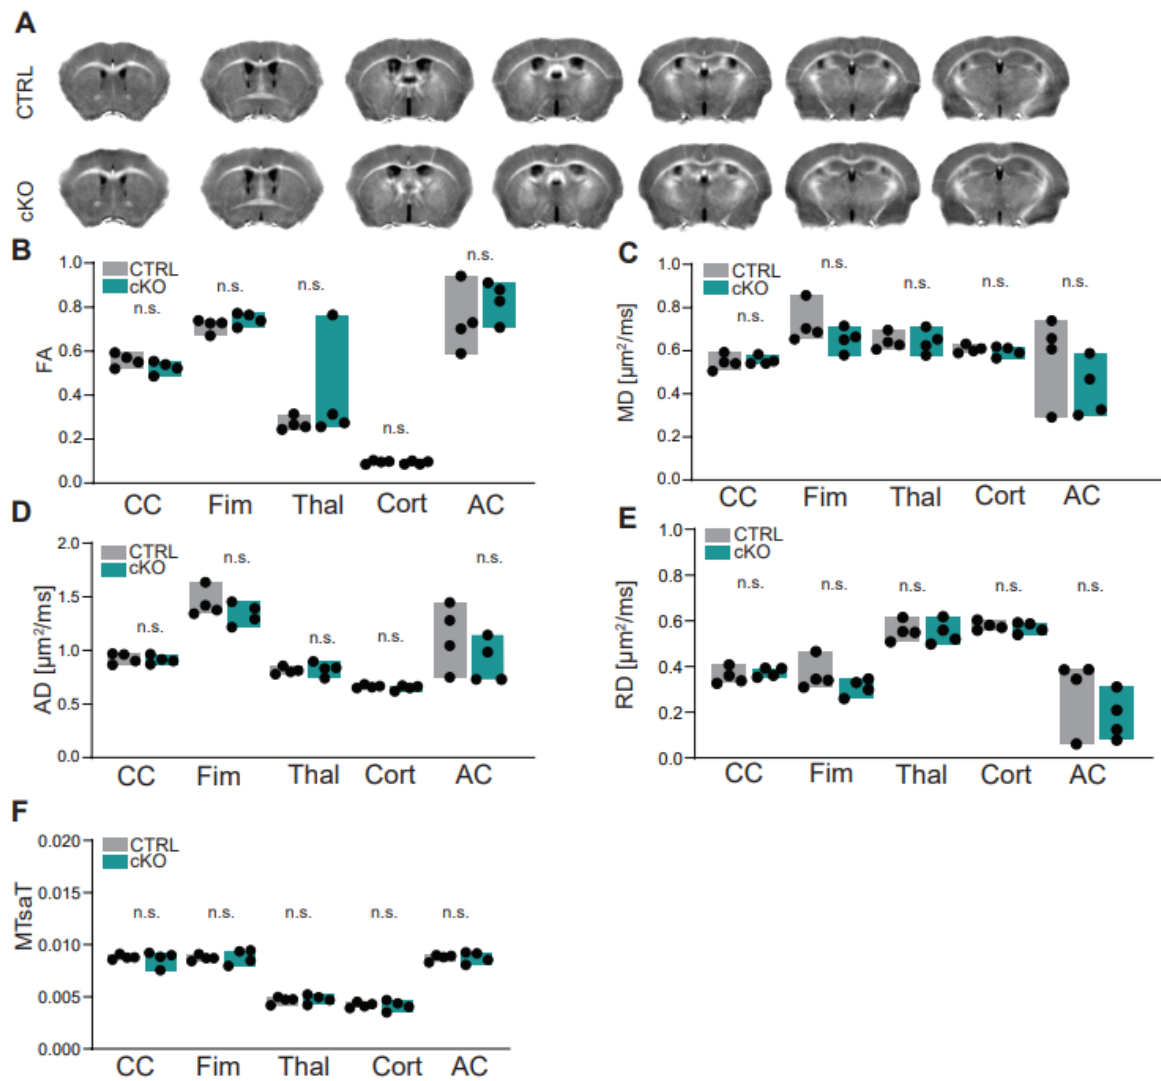 A
CTRL
cKO
B
FA
1.0
0.8
0.6
0.4
0.2
0.0
CTRL
cKO
n.s.
n.s.
n.s.
n.s.
n.s.
CC Fim Thal Cort AC
C
MD [µm²/ms]
1.0
0.8
0.6
0.4
0.2
0.0
CTRL
cKO
n.s.
n.s.
n.s.
n.s.
n.s.
CC Fim Thal Cort AC
D
AD [µm²/ms]
2.0
1.5
1.0
0.5
0.0
CTRL
cKO
n.s.
n.s.
n.s.
n.s.
n.s.
CC Fim Thal Cort AC
E
RD [µm²/ms]
1.0
0.8
0.6
0.4
0.2
0.0
CTRL
cKO
n.s.
n.s.
n.s.
n.s.
n.s.
CC Fim Thal Cort AC
F
MTsaT
0.020
0.015
0.010
0.005
0.000
CTRL
cKO
n.s.
n.s.
n.s.
n.s.
n.s.
CC Fim Thal Cort AC